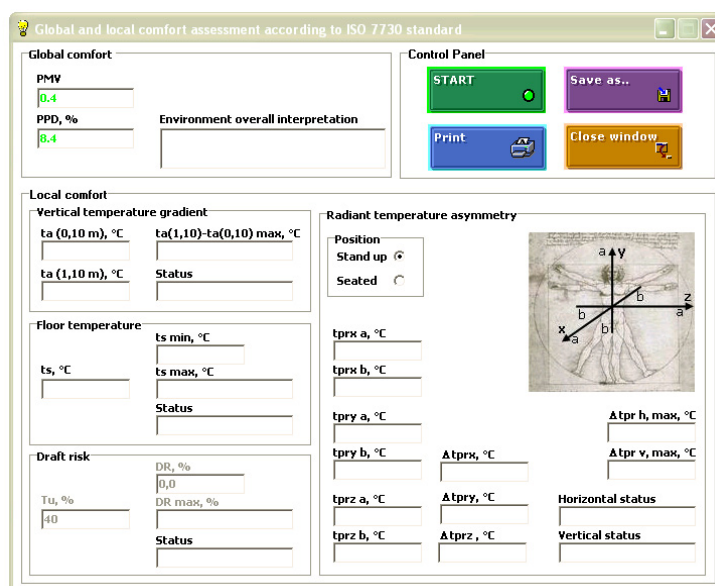 Global and local comfort assessment according to ISO 7730 standard
Global comfort
PMV
0.4
PPD, %
8.4
Environment overall interpretation
Control Panel
START
Save as..
Print
Close window
Local comfort
Vertical temperature gradient
ta (0,10 m), °C
ta(1,10)-ta(0,10) max, °C
ta (1,10 m), °C
Status
Floor temperature
ts min, °C
ts, °C
ts max, °C
Status
Draft risk
DR, %
0,0
Tu, %
40
DR max, %
Status
Radiant temperature asymmetry
Position
Stand up
Seated
a y
b
z
b
a
x
a
b
tprx a, °C
tprx b, °C
tpry a, °C
tpry b, °C
tprz a, °C
tprz b, °C
Δtprx, °C
Δtpry, °C
Δtprz , °C
Δtpr h, max, °C
Δtpr v, max, °C
Horizontal status
Vertical status